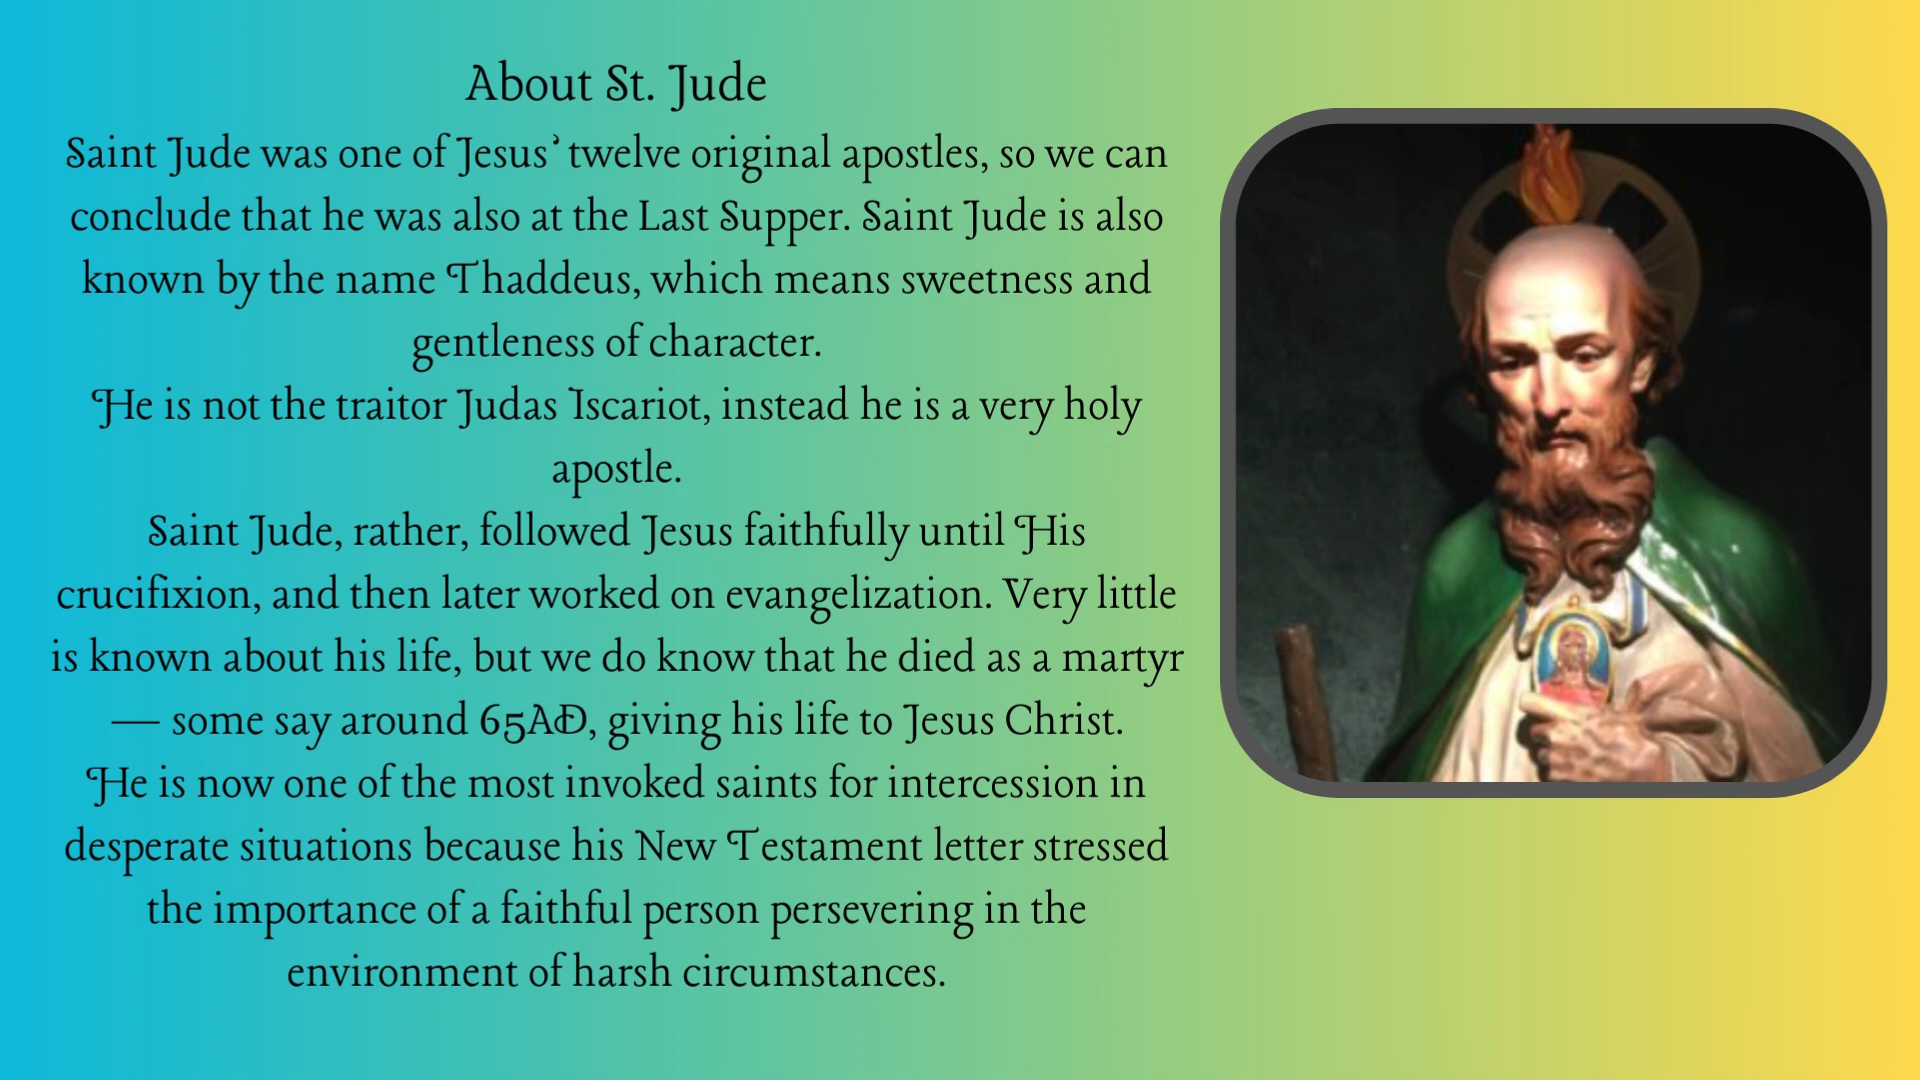 About St. Jude
Saint Jude was one of Jesus’ twelve original apostles, so we can
conclude that he was also at the Last Supper. Saint Jude is also
known by the name Thaddeus, which means sweetness and
gentleness of character.
He is not the traitor Judas Iscariot, instead he is a very holy
apostle.
Saint Jude, rather, followed Jesus faithfully until His
crucifixion, and then later worked on evangelization. Very little
is known about his life, but we do know that he died as a martyr
— some say around 65AD, giving his life to Jesus Christ.
He is now one of the most invoked saints for intercession in
desperate situations because his New Testament letter stressed
the importance of a faithful person persevering in the
environment of harsh circumstances.